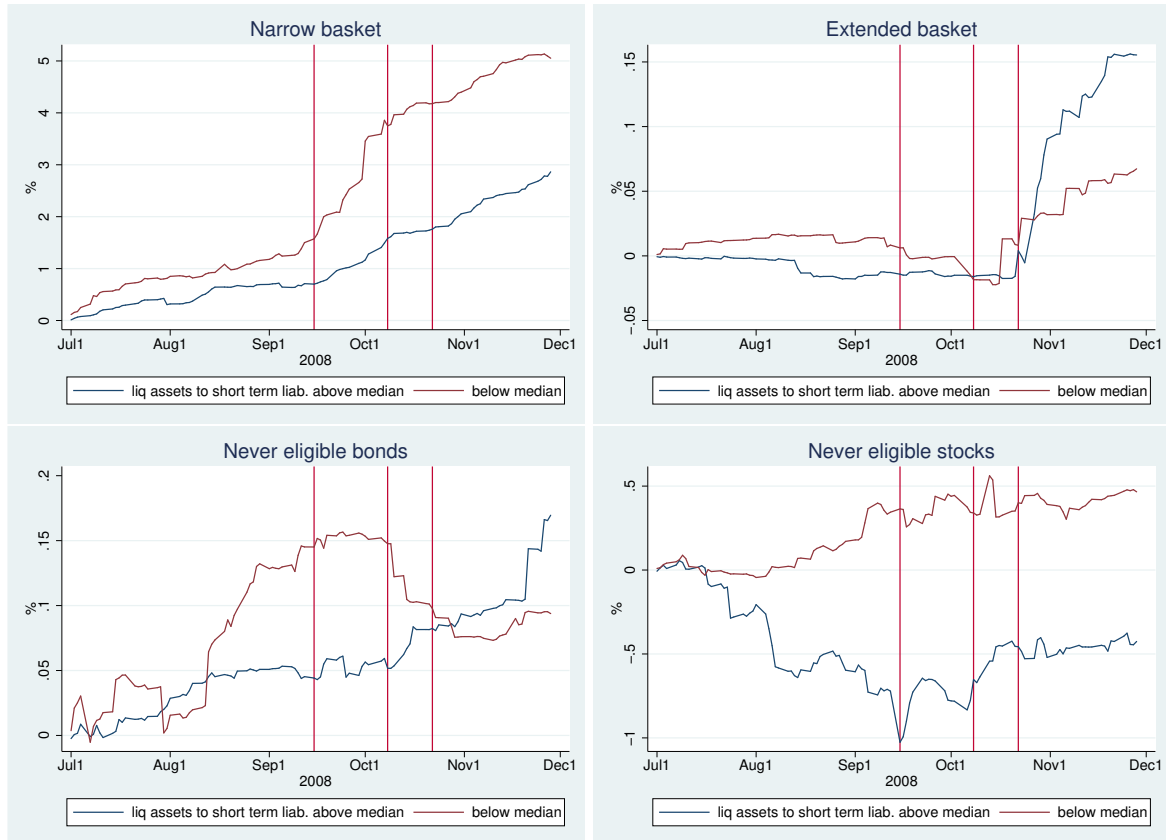 Narrow basket
%
5
4
3
2
1
0
Jul1 Aug1 Sep1 Oct1 Nov1 Dec1
2008
liq assets to short term liab. above median below median
Extended basket
%
.15
.1
.05
0
-.05
Jul1 Aug1 Sep1 Oct1 Nov1 Dec1
2008
liq assets to short term liab. above median below median
Never eligible bonds
%
.2
.15
.1
.05
0
Jul1 Aug1 Sep1 Oct1 Nov1 Dec1
2008
liq assets to short term liab. above median below median
Never eligible stocks
%
.5
0
-.5
-1
Jul1 Aug1 Sep1 Oct1 Nov1 Dec1
2008
liq assets to short term liab. above median below median